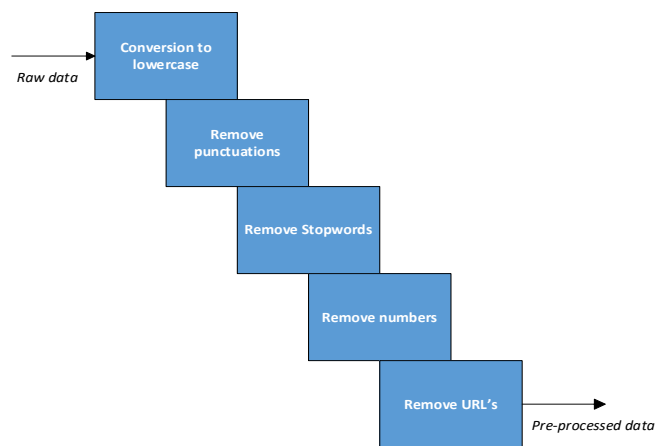 Conversion to
lowercase
Raw data
Remove
punctuations
Remove Stopwords
Remove numbers
Remove URL’s
Pre-processed data